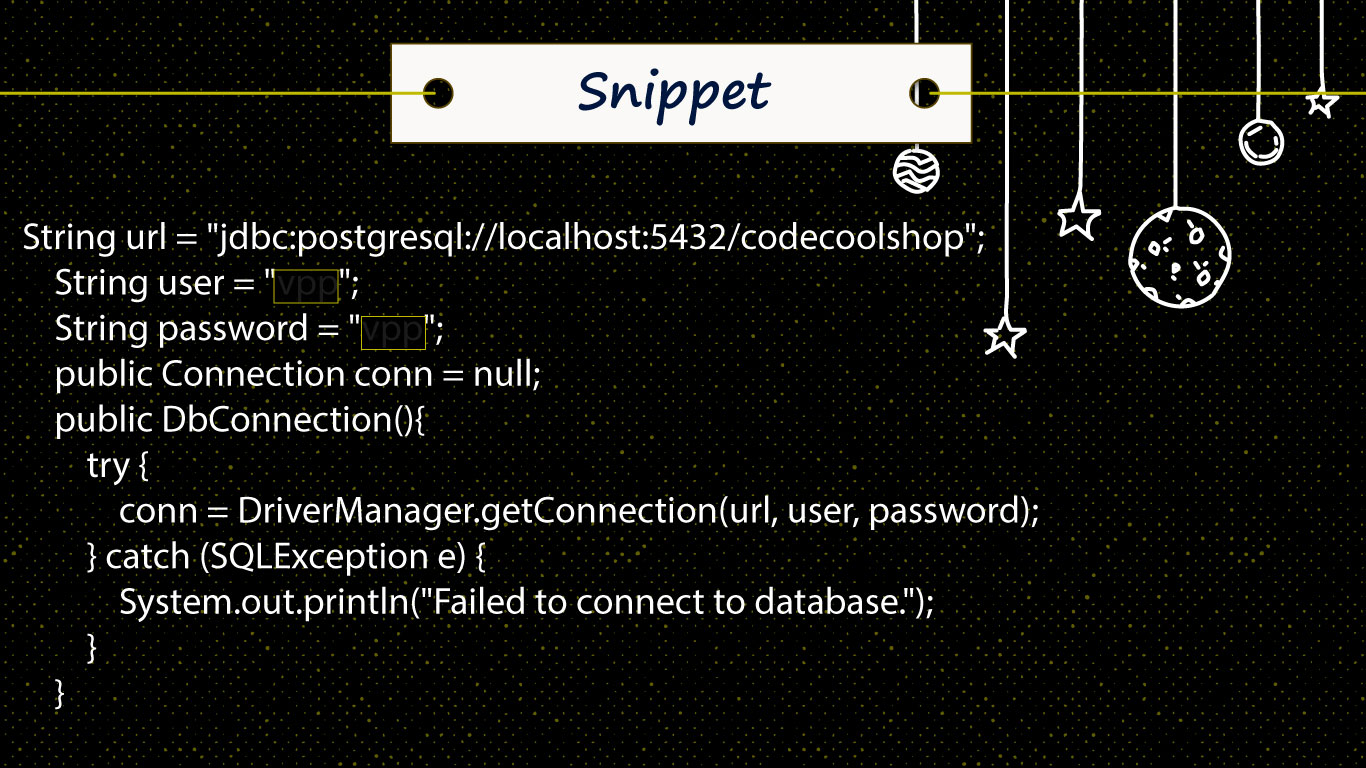 Snippet
String url = "jdbc:postgresql://localhost:5432/codecoolshop";
String user = "vpp";
String password = "vpp";
public Connection conn = null;
public DbConnection(){
try {
conn = DriverManager.getConnection(url, user, password);
} catch (SQLException e) {
System.out.println("Failed to connect to database.");
}
}